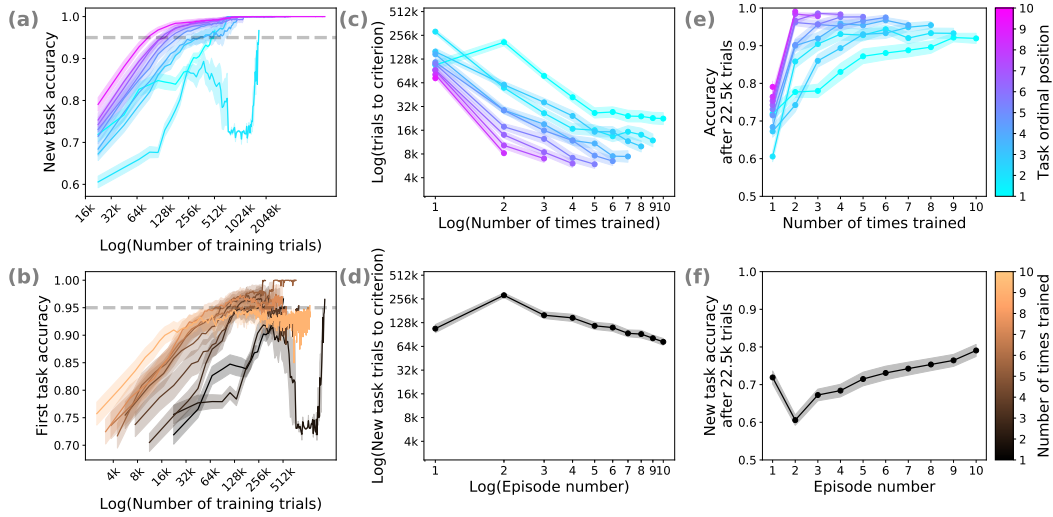 (a)
New task accuracy
1.0
0.9
0.8
0.7
0.6
16k
32k
64k
128k
256k
512k
1024k
2048k
Log(Number of training trials)
(c)
Log(trials to criterion)
512k
256k
128k
64k
32k
16k
8k
4k
1
2
3
4
5
6
7
8
9
10
Log(Number of times trained)
(e)
Accuracy
after 22.5k trials
1.0
0.9
0.8
0.7
0.6
0.5
1
2
3
4
5
6
7
8
9
10
Number of times trained
10
9
8
7
6
5
4
3
2
1
Task ordinal position
(b)
First task accuracy
1.00
0.95
0.90
0.85
0.80
0.75
0.70
4k
8k
16k
32k
64k
128k
256k
512k
Log(Number of training trials)
(d)
Log(New task trials to criterion)
512k
256k
128k
64k
32k
16k
8k
4k
1
2
3
4
5
6
7
8
9
10
Log(Episode number)
(f)
New task accuracy
after 22.5k trials
1.0
0.9
0.8
0.7
0.6
0.5
1
2
3
4
5
6
7
8
9
10
Episode number
10
9
8
7
6
5
4
3
2
1
Number of times trained